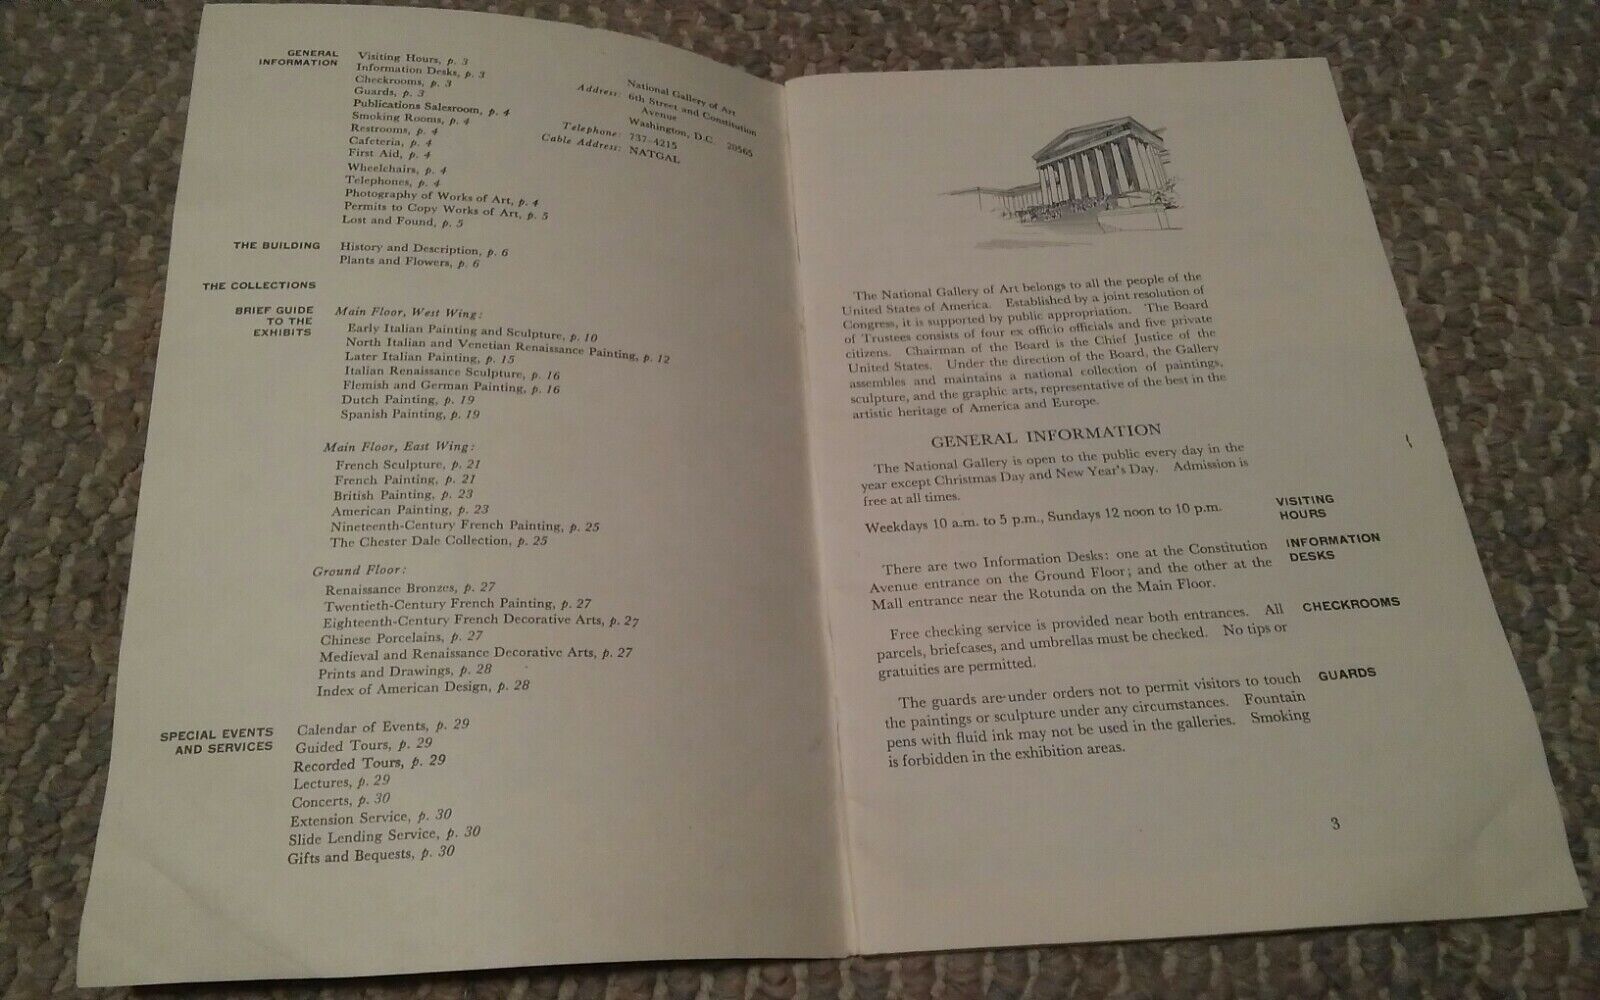 GENERAL
INFORMATION
Visiting Hours, p. 3
Information Desks, p. 3
Checkrooms, p. 3
Guards, p. 3
Publications Salesroom, p. 4
Smoking Rooms, p. 4
Restrooms, p. 4
Cafeteria, p. 4
First Aid, p. 4
Wheelchairs, p. 4
Telephones, p. 4
Photography of Works of Art, p. 4
Permits to Copy Works of Art, p. 5
Lost and Found, p. 5
National Gallery of Art
Address: 6th Street and Constitution
Avenue
Washington, D.C. 20565
Telephone: 737-4215
Cable Address: NATGAL
THE BUILDING
History and Description, p. 6
Plants and Flowers, p. 6
THE COLLECTIONS
BRIEF GUIDE
TO THE
EXHIBITS
Main Floor, West Wing:
Early Italian Painting and Sculpture, p. 10
North Italian and Venetian Renaissance Painting, p. 12
Later Italian Painting, p. 15
Italian Renaissance Sculpture, p. 16
Flemish and German Painting, p. 16
Dutch Painting, p. 19
Spanish Painting, p. 19
Main Floor, East Wing:
French Sculpture, p. 21
French Painting, p. 21
British Painting, p. 23
American Painting, p. 23
Nineteenth-Century French Painting, p. 25
The Chester Dale Collection, p. 25
Ground Floor:
Renaissance Bronzes, p. 27
Twentieth-Century French Painting, p. 27
Eighteenth-Century French Decorative Arts, p. 27
Chinese Porcelains, p. 27
Medieval and Renaissance Decorative Arts, p. 27
Prints and Drawings, p. 28
Index of American Design, p. 28
SPECIAL EVENTS
AND SERVICES
Calendar of Events, p. 29
Guided Tours, p. 29
Recorded Tours, p. 29
Lectures, p. 29
Concerts, p. 30
Extension Service, p. 30
Slide Lending Service, p. 30
Gifts and Bequests, p. 30
The National Gallery of Art belongs to all the people of the
United States of America. Established by a joint resolution of
Congress, it is supported by public appropriation. The Board
of Trustees consists of four ex officio officials and five private
citizens. Chairman of the Board is the Chief Justice of the
United States. Under the direction of the Board, the Gallery
assembles and maintains a national collection of paintings,
sculpture, and the graphic arts, representative of the best in the
artistic heritage of America and Europe.
GENERAL INFORMATION
The National Gallery is open to the public every day in the
year except Christmas Day and New Year's Day. Admission is
free at all times.
Weekdays 10 a.m. to 5 p.m., Sundays 12 noon to 10 p.m.
VISITING
HOURS
There are two Information Desks: one at the Constitution
Avenue entrance on the Ground Floor; and the other at the
Mall entrance near the Rotunda on the Main Floor.
INFORMATION
DESKS
Free checking service is provided near both entrances. All
parcels, briefcases, and umbrellas must be checked. No tips or
gratuities are permitted.
CHECKROOMS
The guards are under orders not to permit visitors to touch
the paintings or sculpture under any circumstances. Fountain
pens with fluid ink may not be used in the galleries. Smoking
is forbidden in the exhibition areas.
GUARDS
3